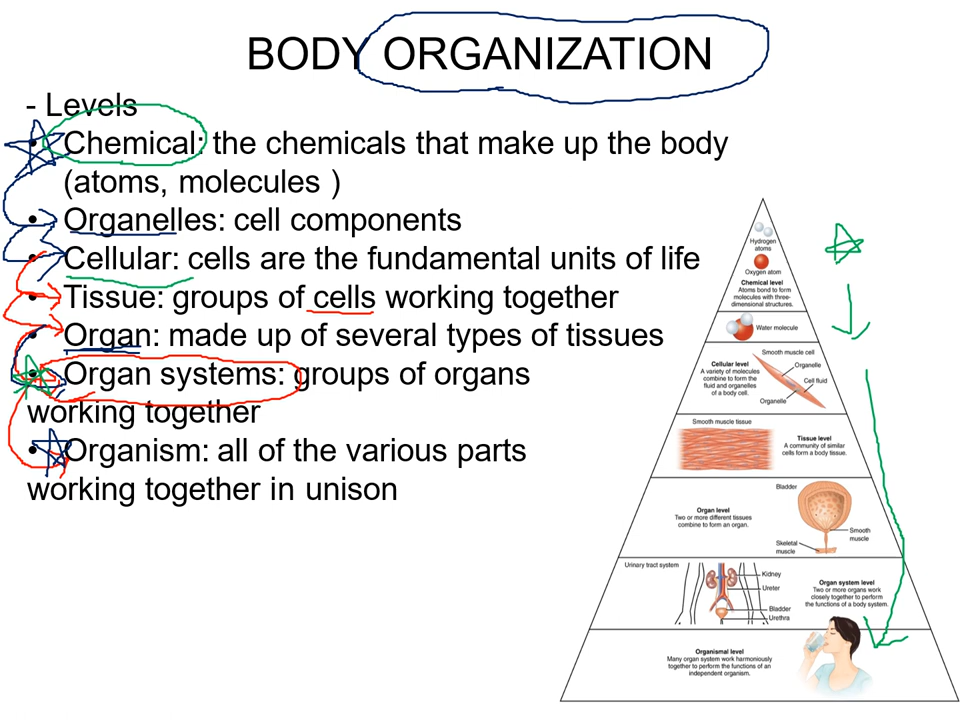 BODY ORGANIZATION
- Levels
• Chemical: the chemicals that make up the body
(atoms, molecules )
• Organelles: cell components
• Cellular: cells are the fundamental units of life
• Tissue: groups of cells working together
• Organ: made up of several types of tissues
• Organ systems: groups of organs
working together
• Organism: all of the various parts
working together in unison
Hydrogen
atoms
Oxygen atom
Chemical level
Atoms bond to form
molecules with three-
dimensional structures.
Water molecule
Smooth muscle cell
Cellular level
A variety of molecules
combine to form the
fluid and organelles
of a body cell.
Organelle
Cell fluid
Organelle
Smooth muscle tissue
Tissue level
A community of similar
cells form a body tissue.
Bladder
Organ level
Two or more different tissues
combine to form an organ.
Smooth
muscle
Skeletal
muscle
Urinary tract system
Kidney
Ureter
Bladder
Urethra
Organ system level
Two or more organs work
closely together to perform
the functions of a body system.
Organismal level
Many organ system work harmoniously
together to perform the functions of an
independent organism.